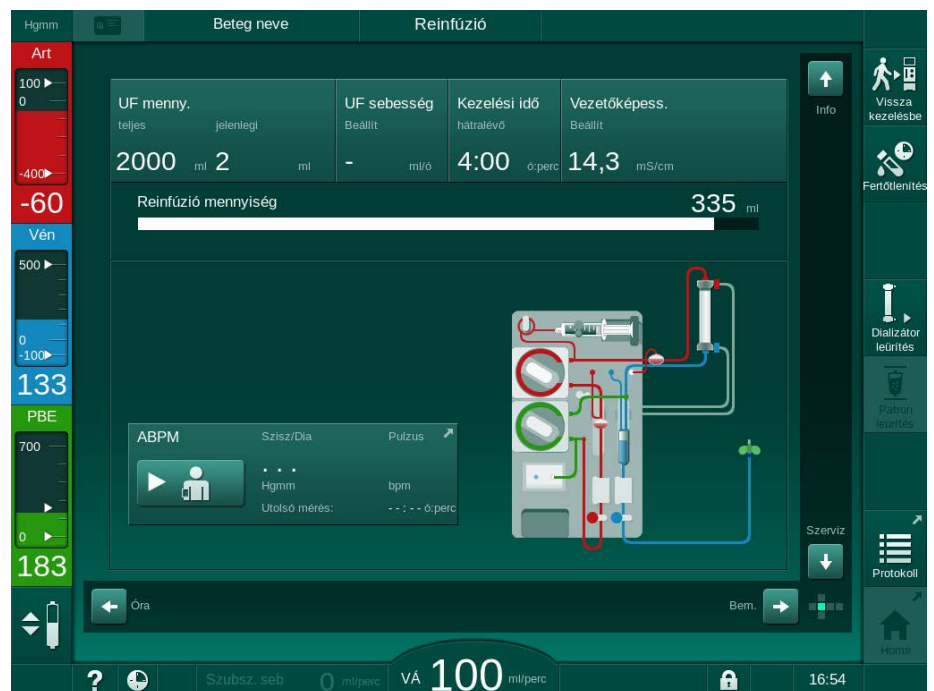 Hgmm
Beteg neve
Reinfúzió
Art
100
0
-400
-60
Vén
500
0
-100
133
PBE
700
0
183
UF menny.
teljes jelenlegi
2000 ml 2 ml
UF sebesség
Beállít
- ml/ó
Kezelési idő
hátralévő
4:00 ó:perc
Vezetőképess.
Beállít
14,3 mS/cm
Reinfúzió mennyiség 335 ml
ABPM Szisz/Dia Pulzus
. . .
Hgmm bpm
Utolsó mérés: --:-- ó:perc
Info
Szerviz
Óra
Bem.
Vissza
kezelésbe
Fertőtlenítés
Dializátor
leürítés
Patron
leürítés
Protokoll
Home
? Szubsz. seb 0 ml/perc VÁ 100 ml/perc 16:54